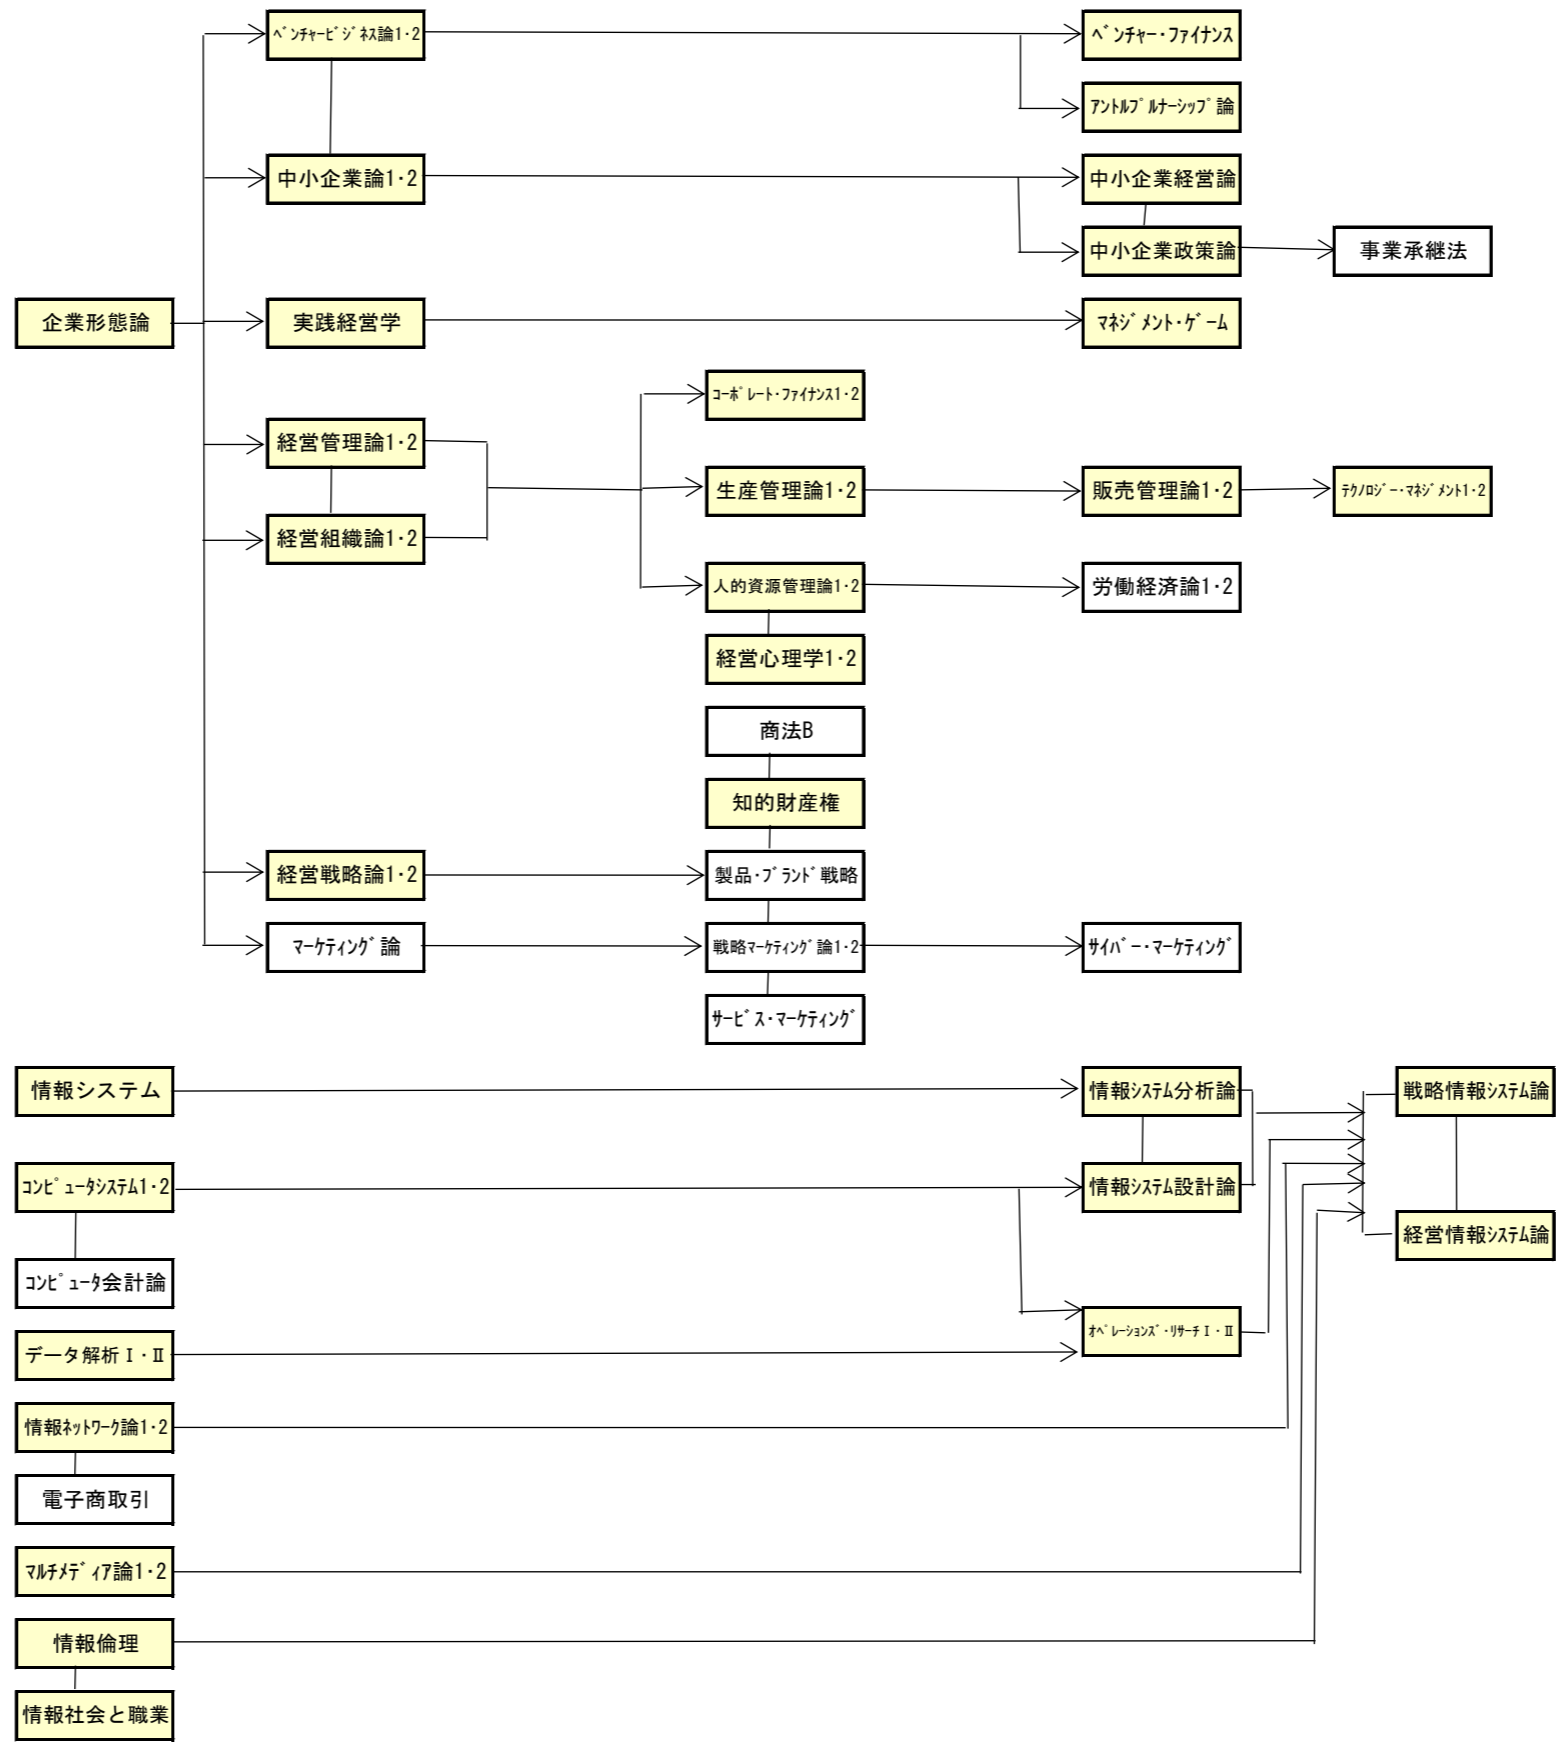 ﾍﾞﾝﾁｬｰﾋﾞｼﾞﾈｽ論1･2
ﾍﾞﾝﾁｬｰ･ﾌｧｲﾅﾝｽ
ｱﾝﾄﾙﾌﾟﾙﾅｰｼｯﾌﾟ論
中小企業論1･2
中小企業経営論
中小企業政策論
事業承継法
企業形態論
実践経営学
ﾏﾈｼﾞﾒﾝﾄ･ｹﾞｰﾑ
ｺｰﾎﾟﾚｰﾄ･ﾌｧｲﾅﾝｽ1･2
経営管理論1･2
生産管理論1･2
販売管理論1･2
ﾃｸﾉﾛｼﾞｰ･ﾏﾈｼﾞﾒﾝﾄ1･2
経営組織論1･2
人的資源管理論1･2
労働経済論1･2
経営心理学1･2
商法B
知的財産権
経営戦略論1･2
製品･ﾌﾞﾗﾝﾄﾞ戦略
ﾏｰｹﾃｨﾝｸﾞ論
戦略ﾏｰｹﾃｨﾝｸﾞ論1･2
ｻｲﾊﾞｰ･ﾏｰｹﾃｨﾝｸﾞ
ｻｰﾋﾞｽ･ﾏｰｹﾃｨﾝｸﾞ
情報システム
情報ｼｽﾃﾑ分析論
戦略情報ｼｽﾃﾑ論
ｺﾝﾋﾟｭｰﾀｼｽﾃﾑ1･2
情報ｼｽﾃﾑ設計論
経営情報ｼｽﾃﾑ論
ｺﾝﾋﾟｭｰﾀ会計論
ｵﾍﾟﾚｰｼｮﾝｽﾞ･ﾘｻｰﾁⅠ･Ⅱ
データ解析Ⅰ･Ⅱ
情報ﾈｯﾄﾜｰｸ論1･2
電子商取引
ﾏﾙﾁﾒﾃﾞｨｱ論1･2
情報倫理
情報社会と職業